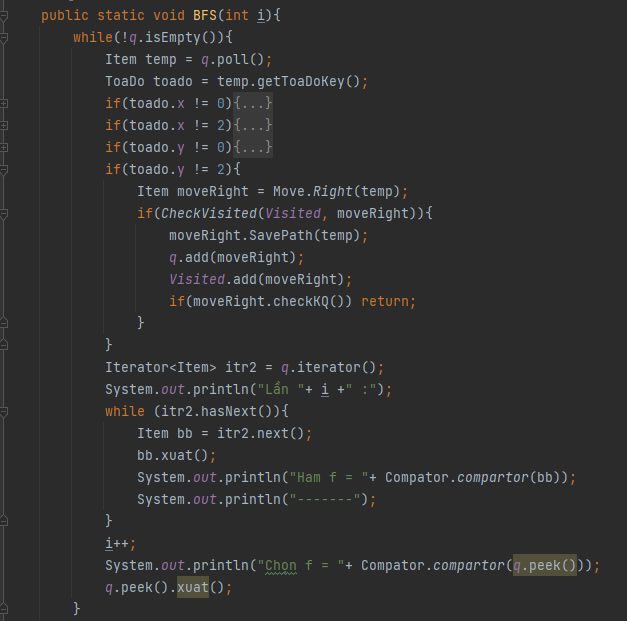 public static void BFS(int i){
while(!q.isEmpty()){
Item temp = q.poll();
ToaDo toado = temp.getToaDoKey();
if(toado.x != 0){...}
if(toado.x != 2){...}
if(toado.y != 0){...}
if(toado.y != 2){
Item moveRight = Move.Right(temp);
if(CheckVisited(Visited, moveRight)){
moveRight.SavePath(temp);
q.add(moveRight);
Visited.add(moveRight);
if(moveRight.checkKQ()) return;
}
}
Iterator<Item> itr2 = q.iterator();
System.out.println("Lần "+ i +" :");
while (itr2.hasNext()){
Item bb = itr2.next();
bb.xuat();
System.out.println("Ham f = "+ Compator.compartor(bb));
System.out.println("-------");
}
i++;
System.out.println("Chọn f = "+ Compator.compartor(q.peek()));
q.peek().xuat();
}